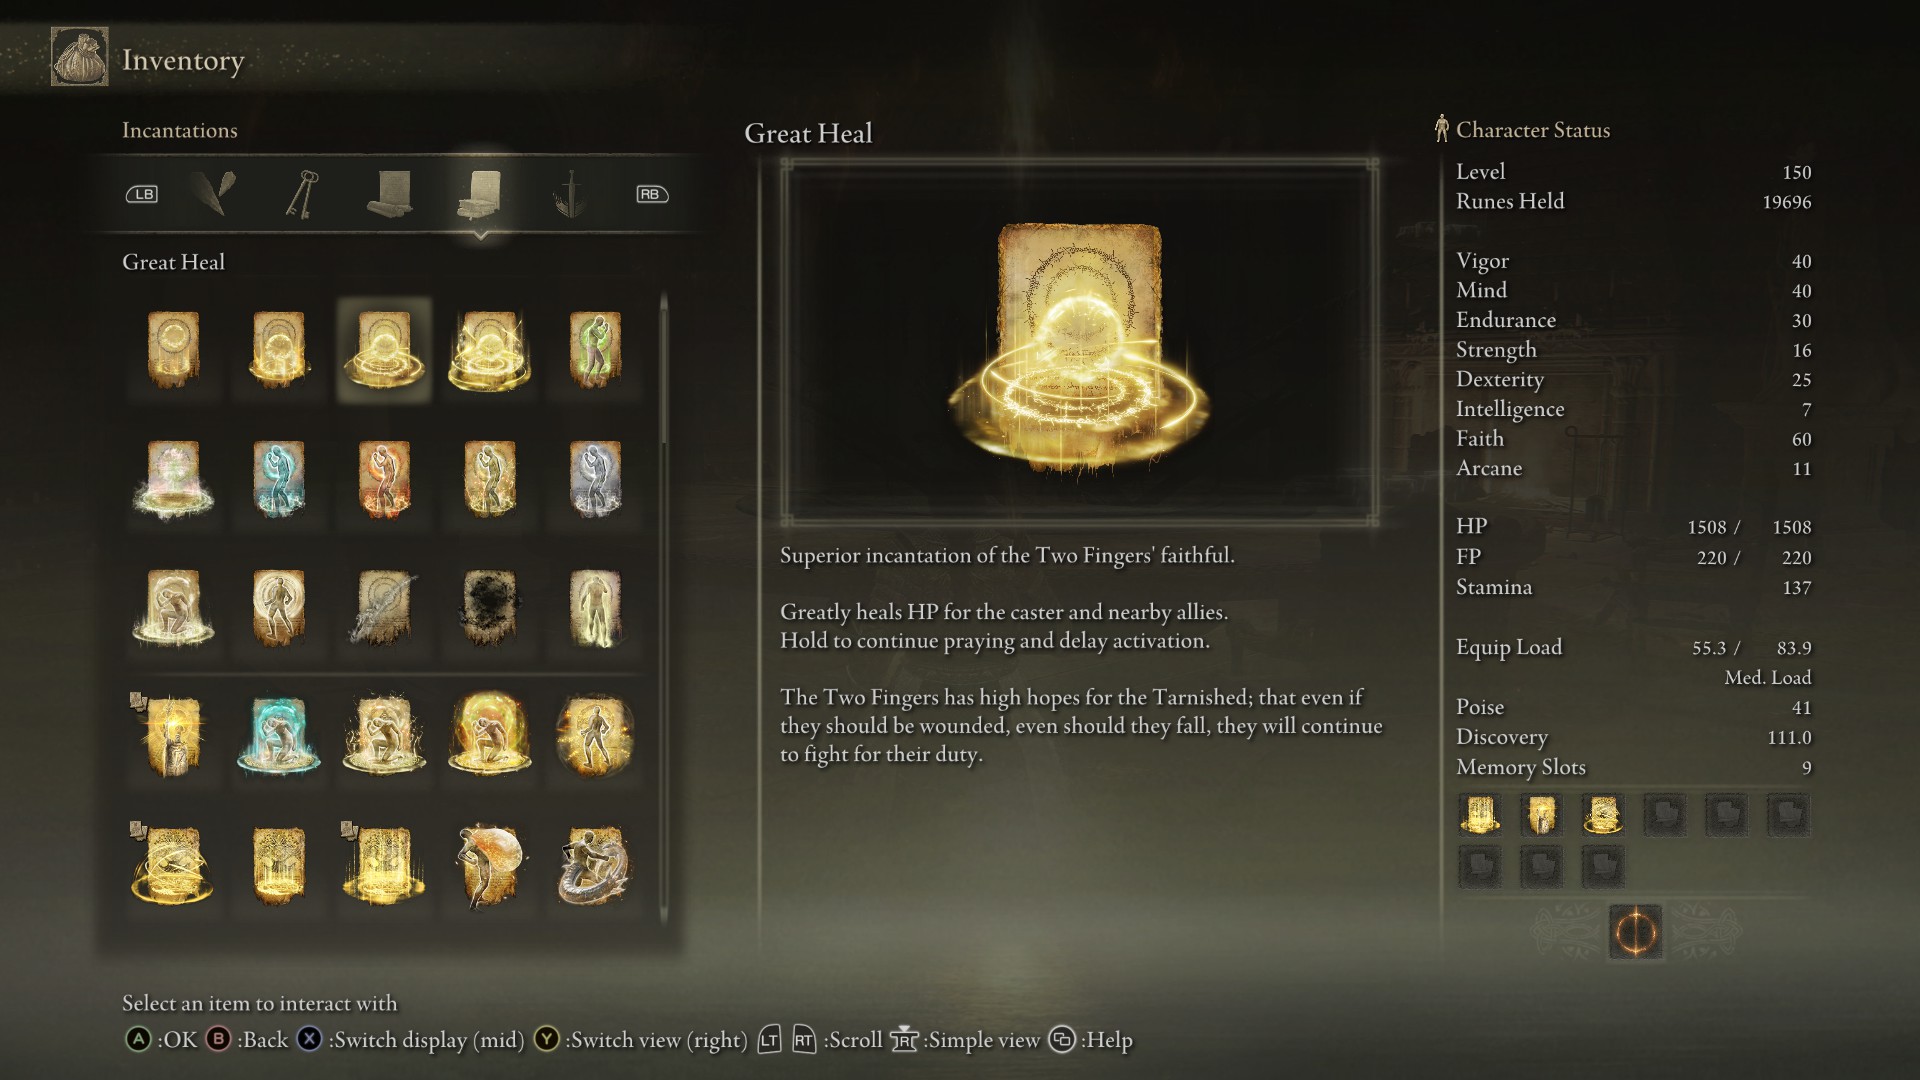 Inventory
Incantations
LB
RB
Great Heal
Great Heal
Superior incantation of the Two Fingers' faithful.
Greatly heals HP for the caster and nearby allies.
Hold to continue praying and delay activation.
The Two Fingers has high hopes for the Tarnished; that even if
they should be wounded, even should they fall, they will continue
to fight for their duty.
Character Status
Level 150
Runes Held 19696
Vigor 40
Mind 40
Endurance 30
Strength 16
Dexterity 25
Intelligence 7
Faith 60
Arcane 11
HP 1508 / 1508
FP 220 / 220
Stamina 137
Equip Load 55.3 / 83.9
Med. Load
Poise 41
Discovery 111.0
Memory Slots 9
Select an item to interact with
A :OK B :Back X :Switch display (mid) Y :Switch view (right) LT RT :Scroll R :Simple view :Help